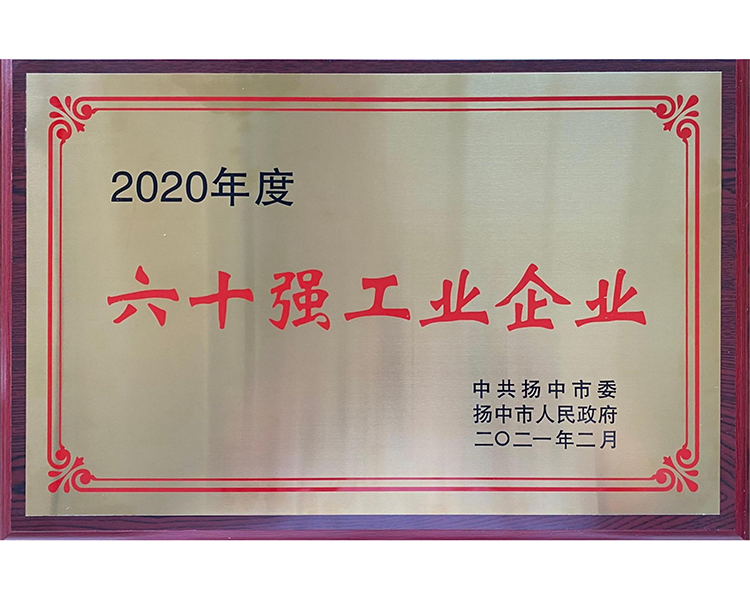 2020年度
六十强工业企业
中共扬中市委
扬中市人民政府
二〇二一年二月